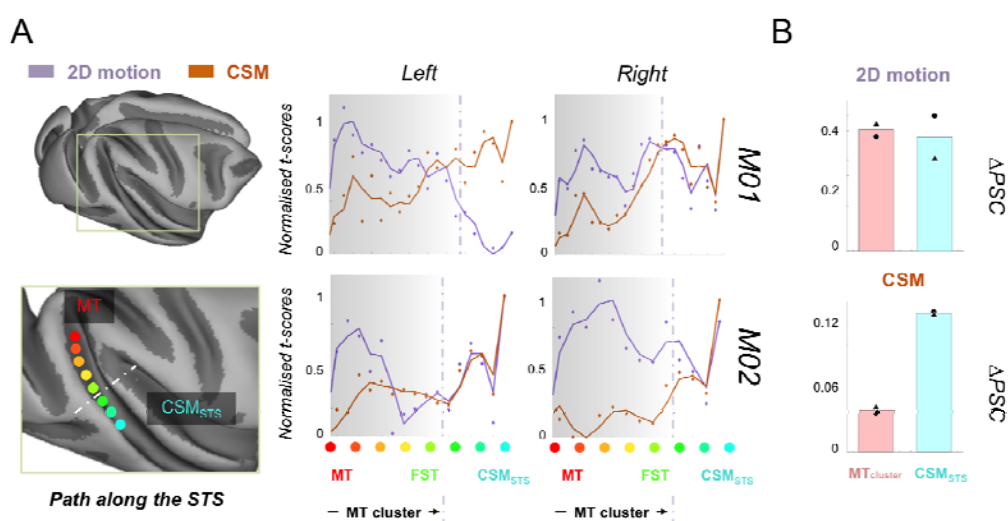 A
B
2D motion
CSM
Left
Right
2D motion
Normalised t-scores
1
0.5
0
1
0.5
0
M01
0.4
0.2
0
ΔPSC
MT
CSMSTS
Path along the STS
Normalised t-scores
1
0.5
0
1
0.5
0
M02
CSM
0.12
0.06
0
ΔPSC
MT
FST
CSMSTS
MT
FST
CSMSTS
MTcluster
CSMSTS
MT cluster
MT cluster